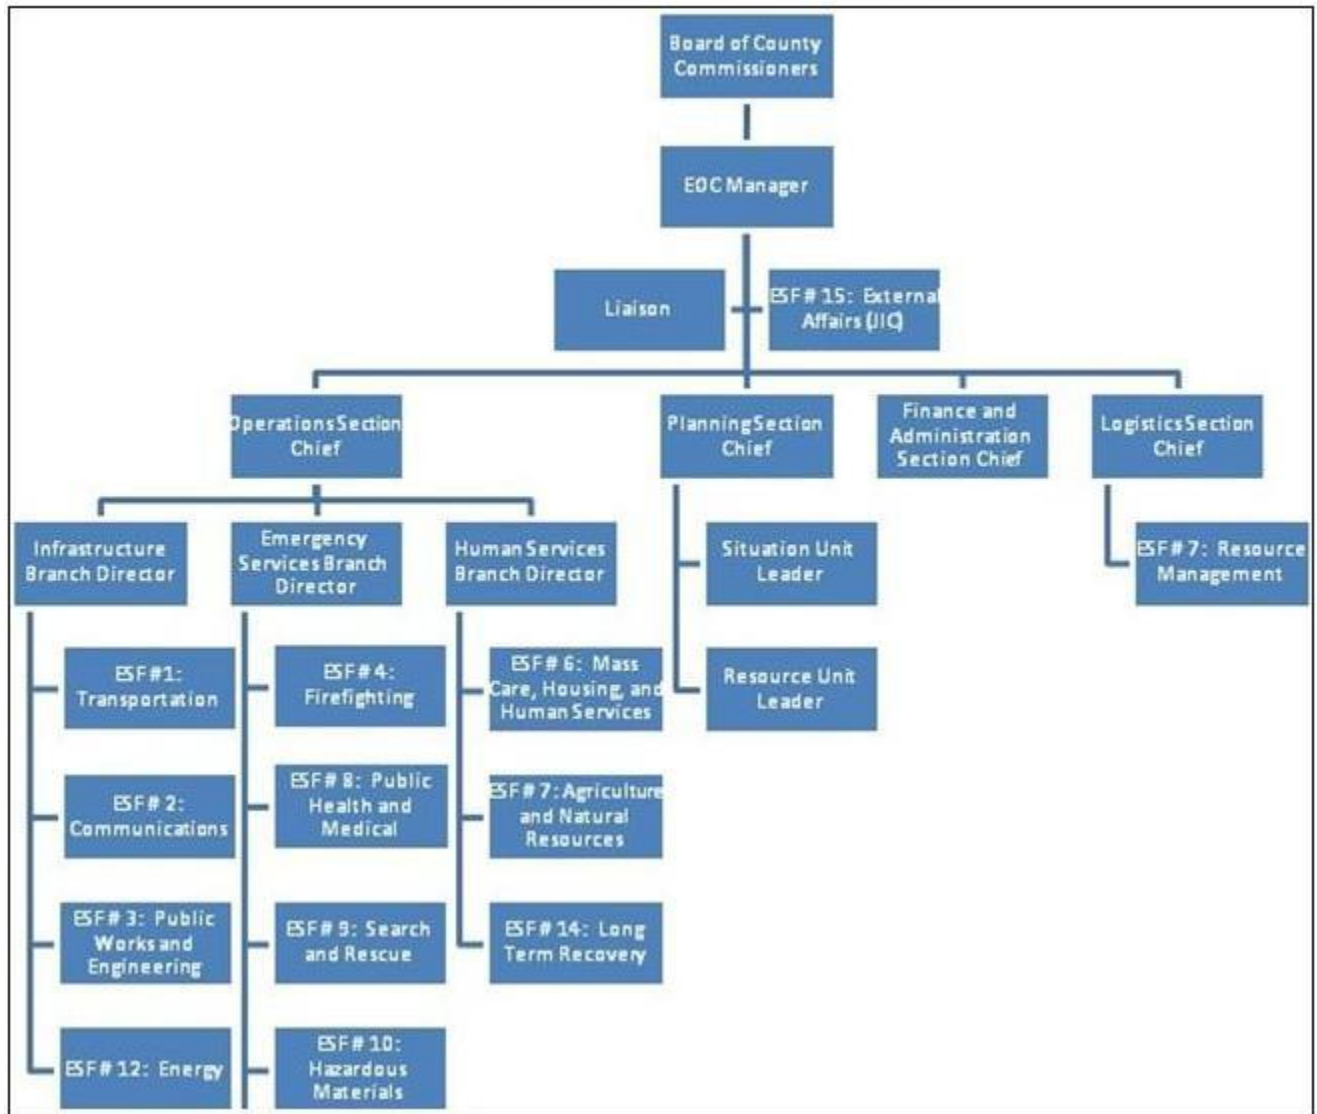 Board of County
Commissioners
EOC Manager
Liaison
ESF# 15: External
Affairs (JIC)
Operations Section
Chief
Planning Section
Chief
Finance and
Administration
Section Chief
Logistics Section
Chief
Infrastructure
Branch Director
Emergency
Services Branch
Director
Human Services
Branch Director
Situation Unit
Leader
ESF# 7: Resource
Management
ESF#1:
Transportation
ESF# 4:
Firefighting
ESF# 6: Mass
Care, Housing, and
Human Services
Resource Unit
Leader
ESF# 2:
Communications
ESF# 8: Public
Health and
Medical
ESF# 7: Agriculture
and Natural
Resources
ESF# 3: Public
Works and
Engineering
ESF# 9: Search
and Rescue
ESF# 14: Long
Term Recovery
ESF# 12: Energy
ESF# 10:
Hazardous
Materials